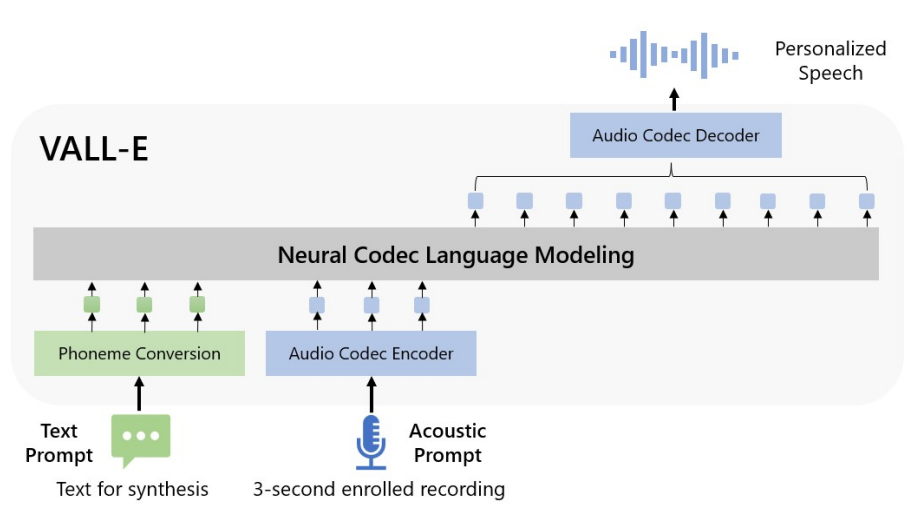 Personalized
Speech
VALL-E
Audio Codec Decoder
Neural Codec Language Modeling
Phoneme Conversion
Audio Codec Encoder
Text
Prompt
Acoustic
Prompt
Text for synthesis
3-second enrolled recording